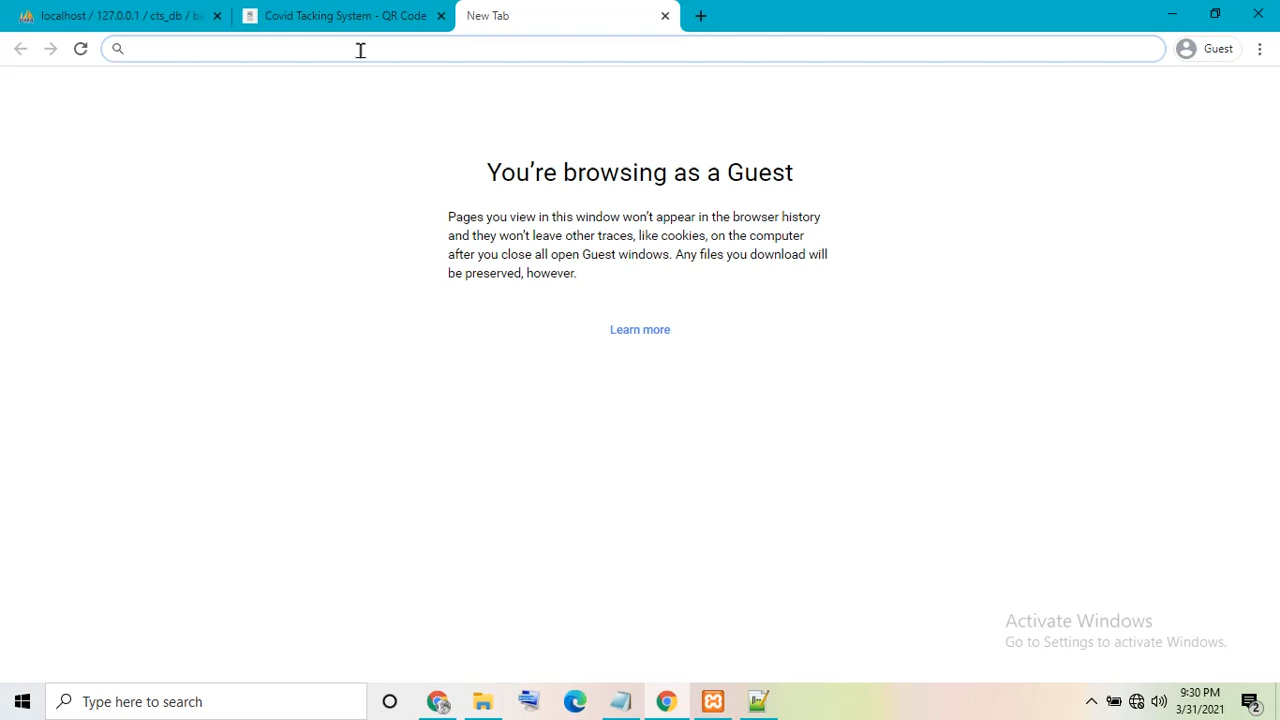 localhost / 127.0.0.1 / cts_db / ba
Covid Tacking System - QR Code
New Tab
Guest
You're browsing as a Guest
Pages you view in this window won't appear in the browser history
and they won't leave other traces, like cookies, on the computer
after you close all open Guest windows. Any files you download will
be preserved, however.
Learn more
Activate Windows
Go to Settings to activate Windows.
Type here to search
9:30 PM
3/31/2021
2